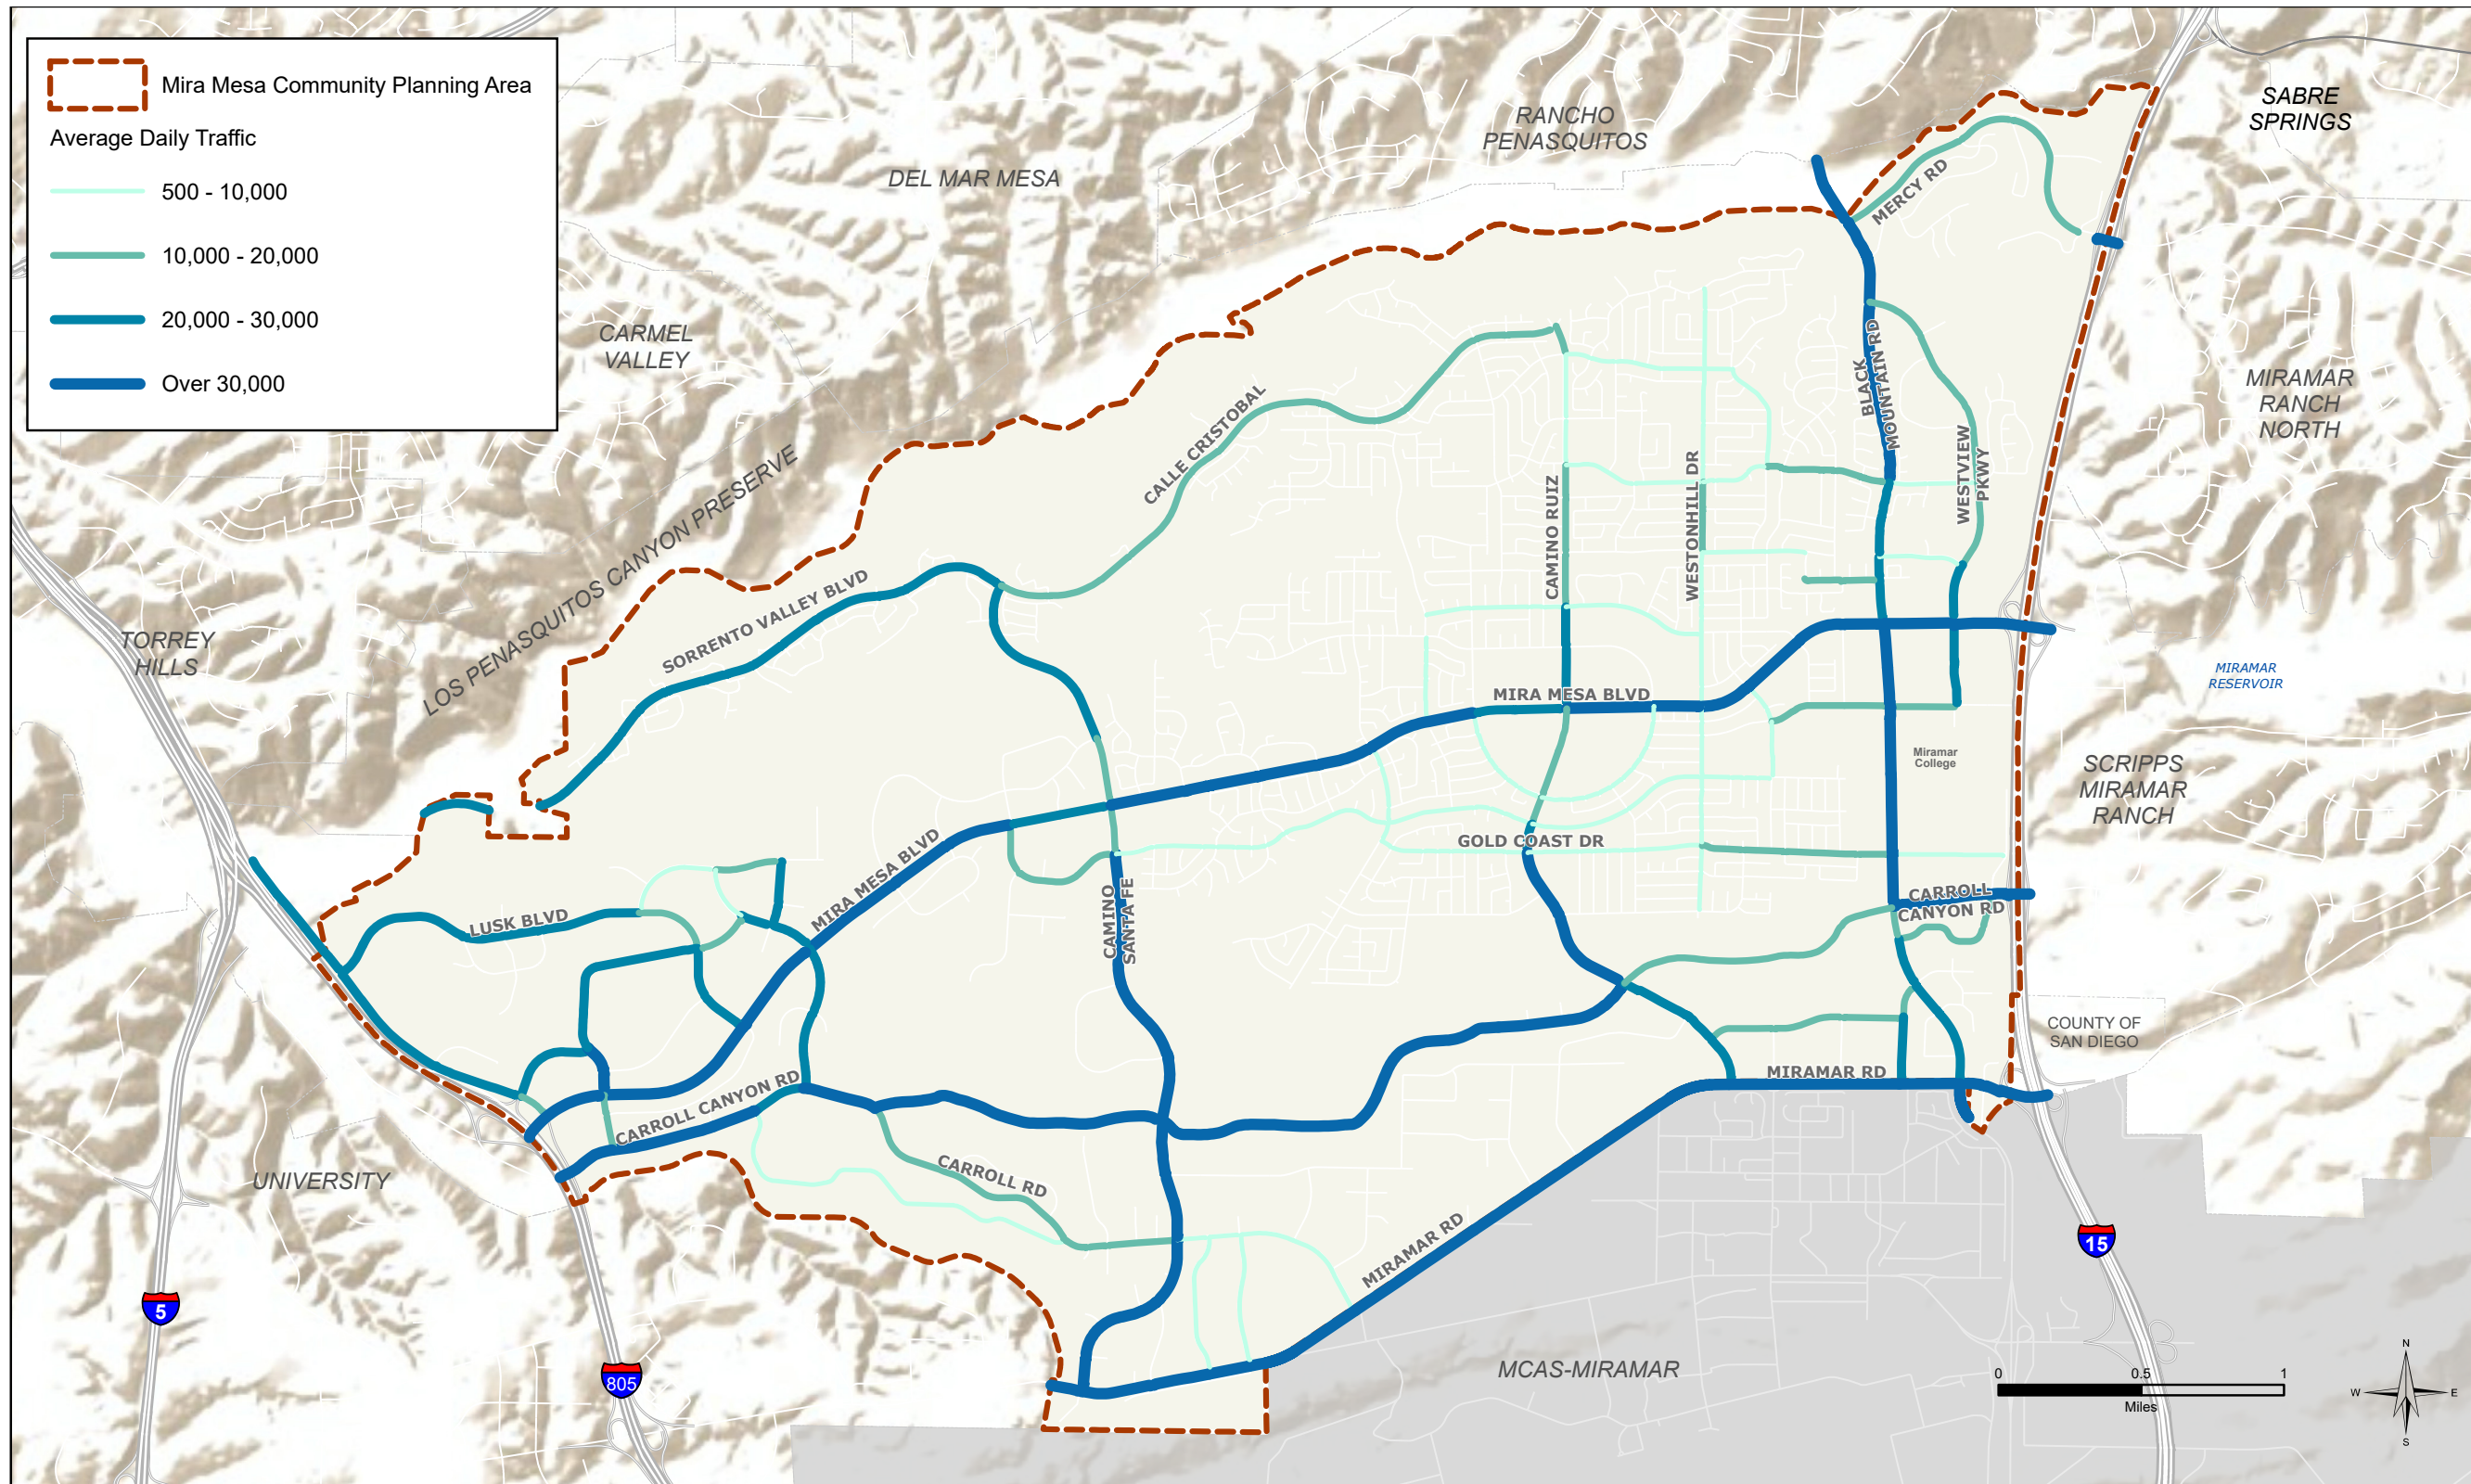 Mira Mesa Community Planning Area
Average Daily Traffic
500 - 10,000
10,000 - 20,000
20,000 - 30,000
Over 30,000
SABRE
SPRINGS
RANCHO
PENASQUITOS
DEL MAR MESA
MERCY RD
CARMEL
VALLEY
BLACK
MOUNTAIN RD
MIRAMAR
RANCH
NORTH
CALLE CRISTOBAL
LOS PENASQUITOS CANYON PRESERVE
WESTVIEW
PKWY
CAMINO RUIZ
WESTONHILL DR
TORREY
HILLS
SORRENTO VALLEY BLVD
MIRAMAR
RESERVOIR
MIRA MESA BLVD
Miramar
College
SCRIPPS
MIRAMAR
RANCH
GOLD COAST DR
MIRA MESA BLVD
LUSK BLVD
CAMINO
SANTA FE
CARROLL
CANYON RD
COUNTY OF
SAN DIEGO
MIRAMAR RD
CARROLL CANYON RD
UNIVERSITY
CARROLL RD
MIRAMAR RD
15
5
805
MCAS-MIRAMAR
0 0.5 1
Miles
N
W E
S